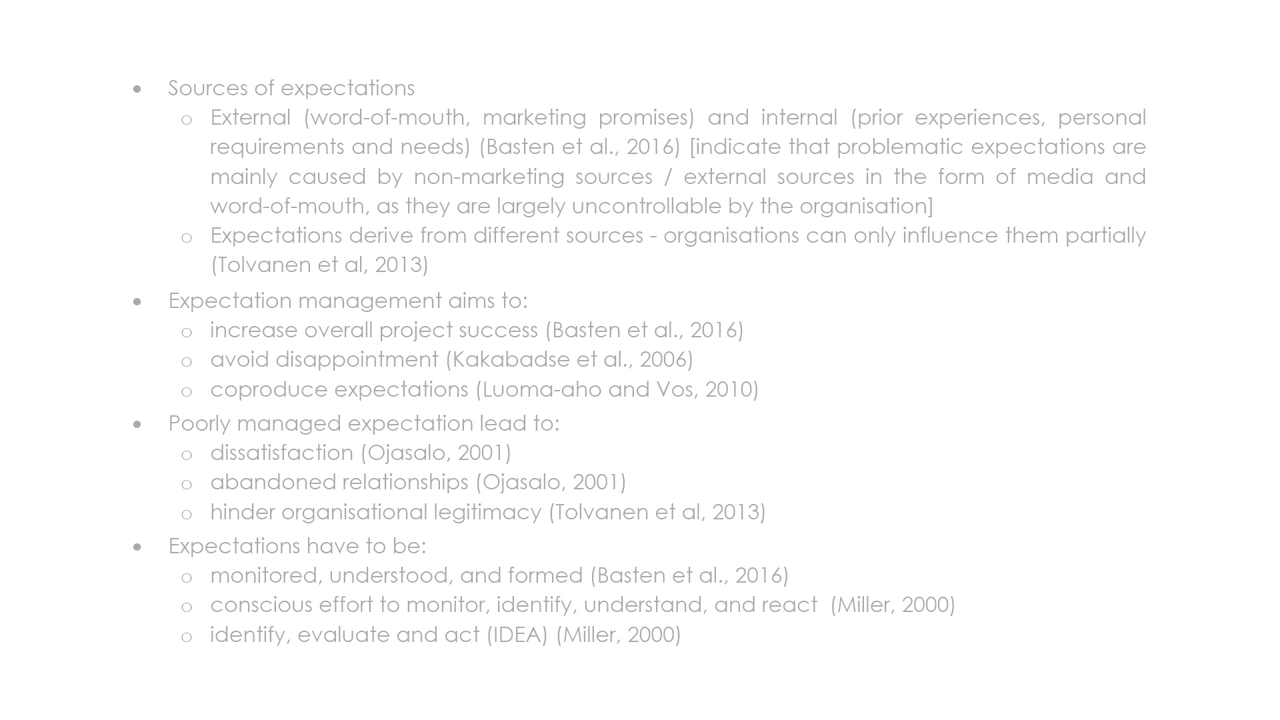 • Sources of expectations
o External (word-of-mouth, marketing promises) and internal (prior experiences, personal
requirements and needs) (Basten et al., 2016) [indicate that problematic expectations are
mainly caused by non-marketing sources / external sources in the form of media and
word-of-mouth, as they are largely uncontrollable by the organisation]
o Expectations derive from different sources - organisations can only influence them partially
(Tolvanen et al, 2013)
• Expectation management aims to:
o increase overall project success (Basten et al., 2016)
o avoid disappointment (Kakabadse et al., 2006)
o coproduce expectations (Luoma-aho and Vos, 2010)
• Poorly managed expectation lead to:
o dissatisfaction (Ojasalo, 2001)
o abandoned relationships (Ojasalo, 2001)
o hinder organisational legitimacy (Tolvanen et al, 2013)
• Expectations have to be:
o monitored, understood, and formed (Basten et al., 2016)
o conscious effort to monitor, identify, understand, and react  (Miller, 2000)
o identify, evaluate and act (IDEA) (Miller, 2000)